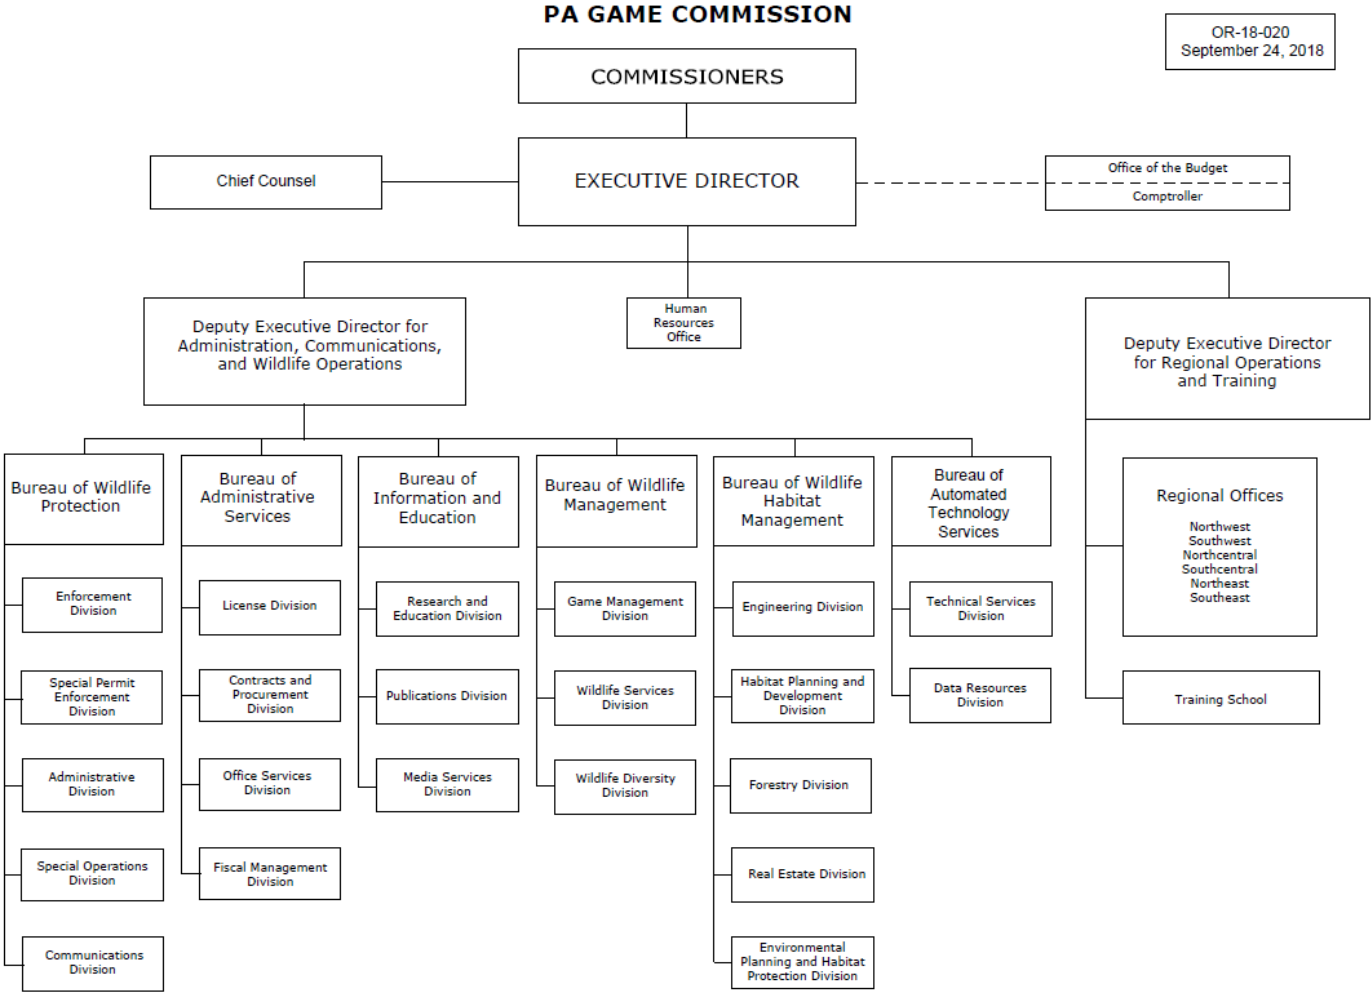 PA GAME COMMISSION
OR-18-020
September 24, 2018
COMMISSIONERS
Chief Counsel
EXECUTIVE DIRECTOR
Office of the Budget
Comptroller
Deputy Executive Director for
Administration, Communications,
and Wildlife Operations
Human
Resources
Office
Deputy Executive Director
for Regional Operations
and Training
Bureau of Wildlife
Protection
Bureau of
Administrative
Services
Bureau of
Information and
Education
Bureau of Wildlife
Management
Bureau of Wildlife
Habitat
Management
Bureau of
Automated
Technology
Services
Regional Offices
Northwest
Southwest
Northcentral
Southcentral
Northeast
Southeast
Enforcement
Division
License Division
Research and
Education Division
Game Management
Division
Engineering Division
Technical Services
Division
Special Permit
Enforcement
Division
Contracts and
Procurement
Division
Publications Division
Wildlife Services
Division
Habitat Planning and
Development
Division
Data Resources
Division
Training School
Administrative
Division
Office Services
Division
Media Services
Division
Wildlife Diversity
Division
Forestry Division
Special Operations
Division
Fiscal Management
Division
Real Estate Division
Communications
Division
Environmental
Planning and Habitat
Protection Division